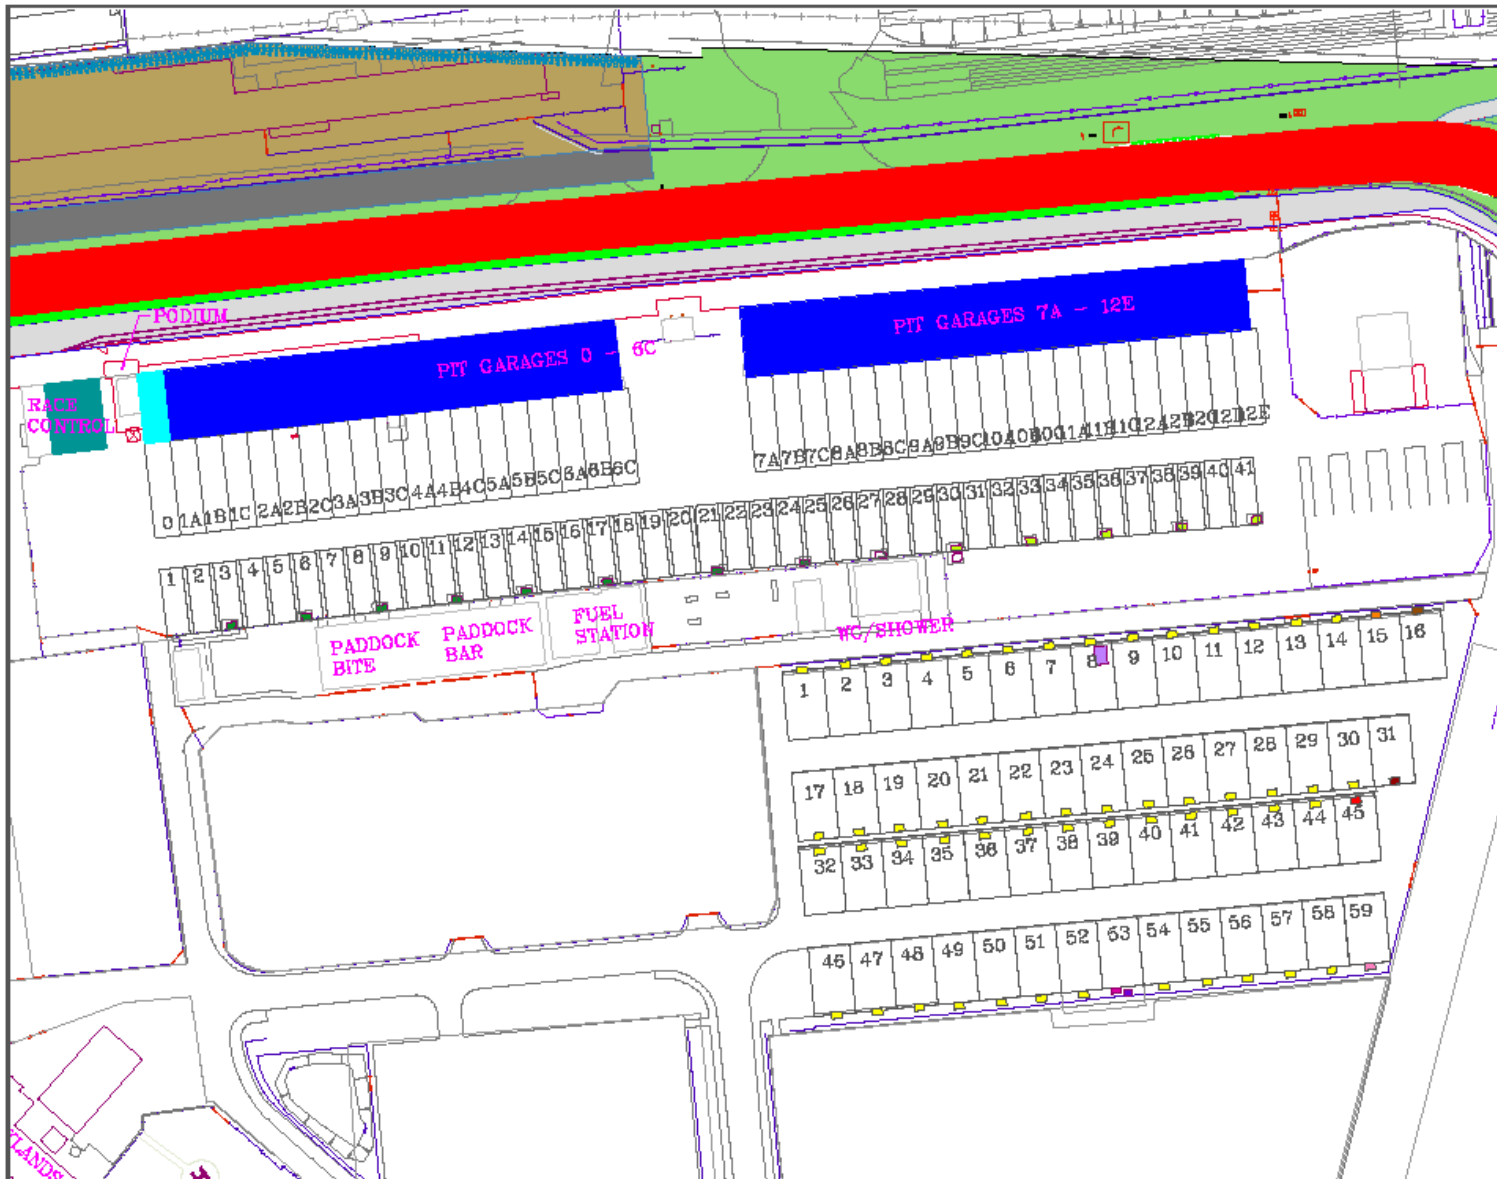 PODIUM
PIT GARAGES 7A - 12E
PIT GARAGES 0 - 6C
RACE
CONTROL
7A 7B 7C 8A 8B 8C 9A 9B 9C 10A 10B 10C 11A 11B 11C 12A 12B 12C 12D 12E
0 1A 1B 1C 2A 2B 2C 3A 3B 3C 4A 4B 4C 5A 5B 5C 6A 6B 6C
1 2 3 4 5 6 7 8 9 10 11 12 13 14 15 16 17 18 19 20 21 22 23 24 25 26 27 28 29 30 31 32 33 34 35 36 37 38 39 40 41
PADDOCK
BITE
PADDOCK
BAR
FUEL
STATION
WC/SHOWER
1 2 3 4 5 6 7 8 9 10 11 12 13 14 15 16
17 18 19 20 21 22 23 24 25 26 27 28 29 30 31
32 33 34 35 36 37 38 39 40 41 42 43 44 45
46 47 48 49 50 51 52 53 54 55 56 57 58 59